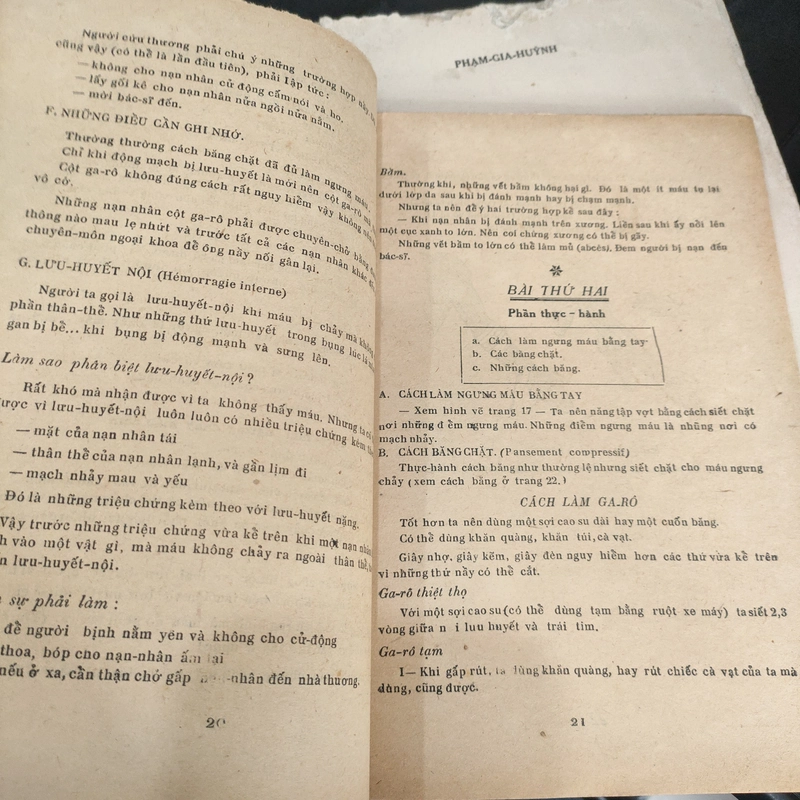 Người cứu thương phải chú ý những trường hợp nầy
cũng vậy (có thể là lần đầu tiên), phải lập tức:
— không cho nạn nhân cử động cấm nói và ho.
— lấy gối kê cho nạn nhân nửa ngồi nửa nằm.
— mời bác-sĩ đến.
F. NHỮNG ĐIỀU CẦN GHI NHỚ.
Thường thường cách băng chặt đã đủ làm ngưng máu,
Chỉ khi động mạch bị lưu-huyết là mới nên cột ga-rô mà
Cột ga-rô không đúng cách rất nguy hiểm vậy không nên
vô cớ.
Những nạn nhân cột ga-rô phải được chuyên-chở bằng
thông nào mau lẹ nhứt và trước tất cả các nạn nhân khác
chuyên-môn ngoại khoa để ông nầy nối gân lại.
G. LƯU-HUYẾT NỘI (Hémorragie interne)
Người ta gọi là lưu-huyết-nội khi máu bị chảy mà không
phần thân-thể. Như những thứ lưu-huyết trong bụng lúc lá
gan bị bể... khi bụng bị động mạnh và sưng lên.
Làm sao phân biệt lưu-huyết-nội ?
Rất khó mà nhận được vì ta không thấy máu. Nhưng ta có
được vì lưu-huyết-nội luôn luôn có nhiều triệu chứng kèm
— mặt của nạn nhân tái
— thân thể của nạn nhân lạnh, và gần lịm đi
— mạch nhảy mau và yếu
Đó là những triệu chứng kèm theo với lưu-huyết nặng.
Vậy trước những triệu chứng vừa kể trên khi một nạn nhân
vào một vật gì, mà máu không chảy ra ngoài thân thể,
lưu-huyết-nội.
sự phải làm :
để người bịnh nằm yên và không cho cử-động
thoa, bóp cho nạn-nhân ấm lại
nếu ở xa, cần thận chớ gấp nhân đến nhà thương.
20
PHẠM-GIA-HUỲNH
Bầm.
Thường khi, những vết bầm không hại gì. Đó là một ít máu tụ lại
dưới lớp da sau khi bị đánh mạnh hay bị chạm mạnh.
Nhưng ta nên để ý hai trường hợp kể sau đây :
— Khi nạn nhân bị đánh mạnh trên xương. Liền sau khi ấy nổi lên
một cục xanh to lớn. Nên coi chừng xương có thể bị gãy.
Những vết bầm to lớn có thể làm mủ (abcès). Đem người bị nạn đến
bác-sĩ.
BÀI THỨ HAI
Phần thực - hành
a. Cách làm ngưng máu bằng tay
b. Các băng chặt.
c. Những cách băng.
A. CÁCH LÀM NGƯNG MÁU BẰNG TAY
— Xem hình vẽ trang 17 — Ta nên năng tập vợt bằng cách siết chặt
nơi những điểm ngưng máu. Những điểm ngưng máu là những nơi có
mạch nhảy.
B. CÁCH BĂNG CHẶT. (Pansement compressif)
Thực-hành cách băng như thường lệ nhưng siết chặt cho máu ngưng
chảy (xem cách băng ở trang 22.)
CÁCH LÀM GA-RÔ
Tốt hơn ta nên dùng một sợi cao su dài hay một cuốn băng.
Có thể dùng khăn quàng, khăn túi, cà vạt.
Giây nhợ, giây kẽm, giây đèn nguy hiểm hơn các thứ vừa kể trên
vì những thứ nầy có thể cắt.
Ga-rô thiệt thọ
Với một sợi cao su (có thể dùng tạm bằng ruột xe máy) ta siết 2,3
vòng giữa nơi lưu huyết và trái tim.
Ga-rô tạm
I— Khi gấp rút, ta dùng khăn quàng, hay rút chiếc cà vạt của ta mà
dùng, cũng được.
21